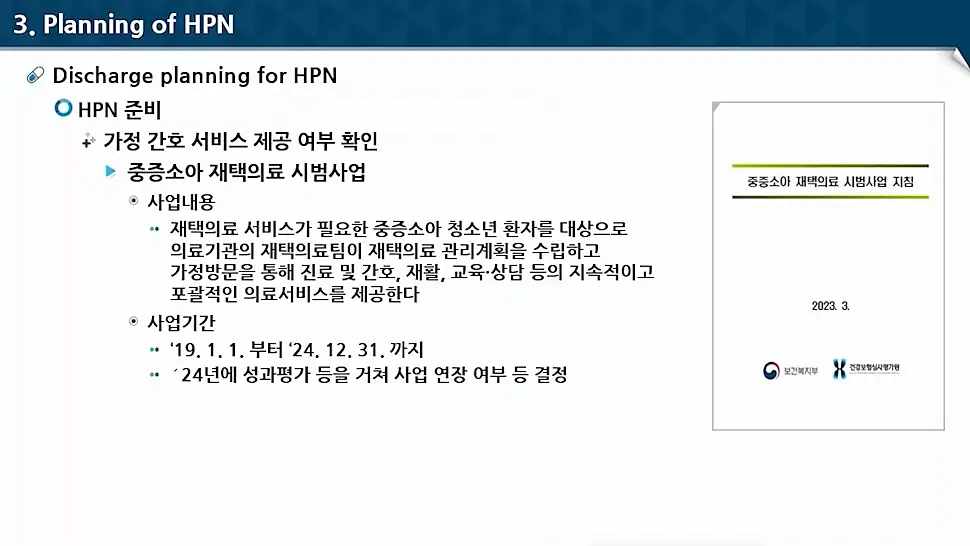 3. Planning of HPN
Discharge planning for HPN
HPN 준비
가정 간호 서비스 제공 여부 확인
중증소아 재택의료 시범사업
사업내용
재택의료 서비스가 필요한 중증소아 청소년 환자를 대상으로
의료기관의 재택의료팀이 재택의료 관리계획을 수립하고
가정방문을 통해 진료 및 간호, 재활, 교육·상담 등의 지속적이고
포괄적인 의료서비스를 제공한다
사업기간
‘19. 1. 1. 부터 ‘24. 12. 31. 까지
´24년에 성과평가 등을 거쳐 사업 연장 여부 등 결정
중증소아 재택의료 시범사업 지침
2023. 3.
보건복지부
건강보험심사평가원